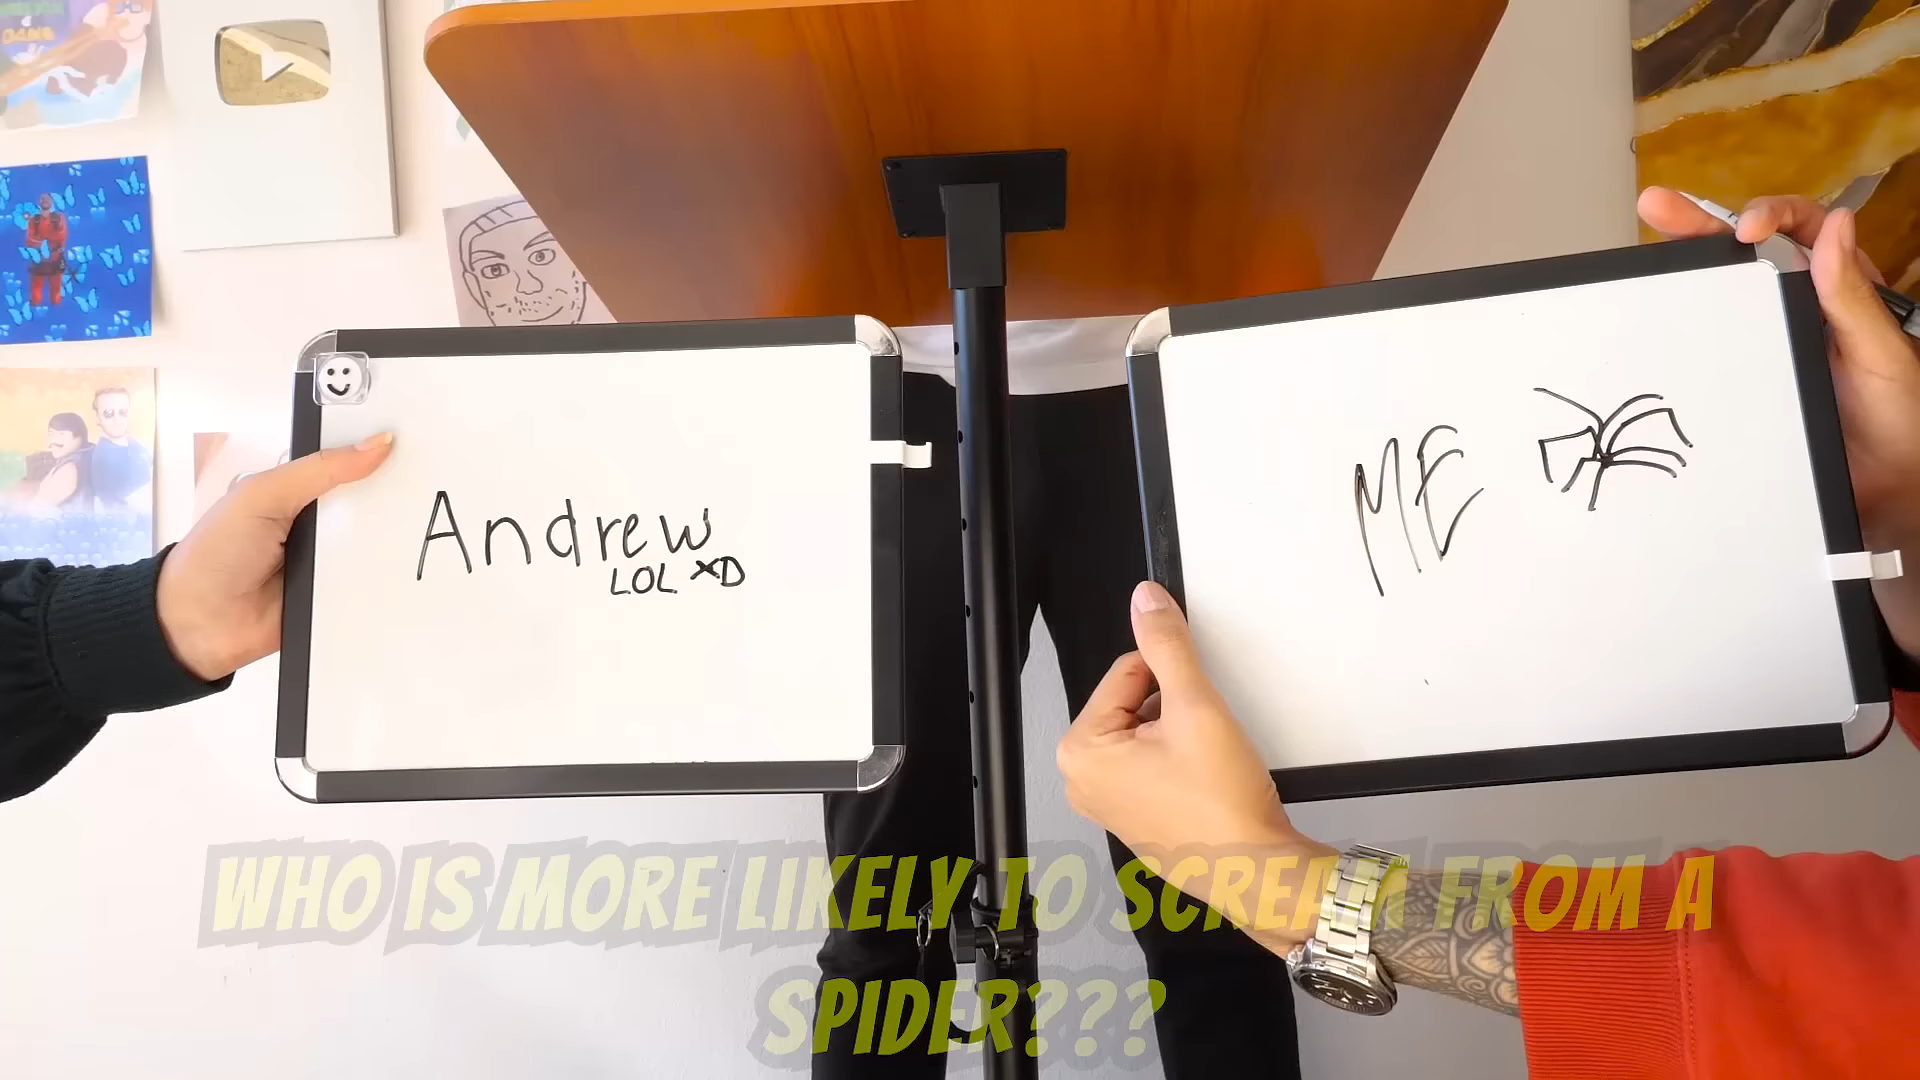 Andrew
LOL XD
ME
WHO IS MORE LIKELY TO SCREAM FROM A
SPIDER???